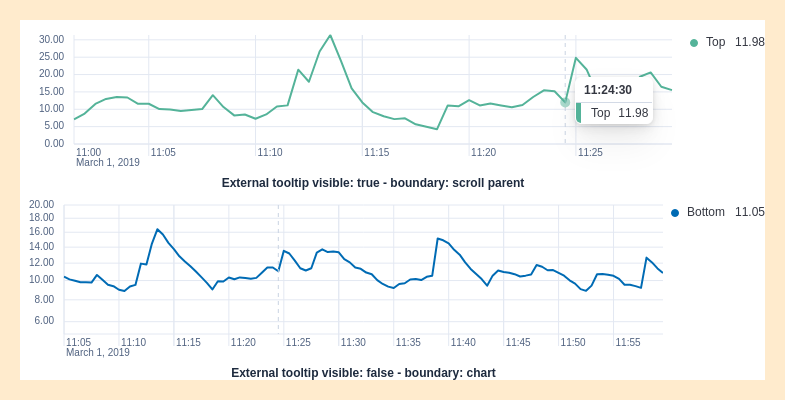 30.00
25.00
20.00
15.00
10.00
5.00
0.00
11:00 11:05 11:10 11:15 11:20 11:25
March 1, 2019
Top 11.98
11:24:30
Top 11.98
External tooltip visible: true - boundary: scroll parent
20.00
18.00
16.00
14.00
12.00
10.00
8.00
6.00
11:05 11:10 11:15 11:20 11:25 11:30 11:35 11:40 11:45 11:50 11:55
March 1, 2019
Bottom 11.05
External tooltip visible: false - boundary: chart